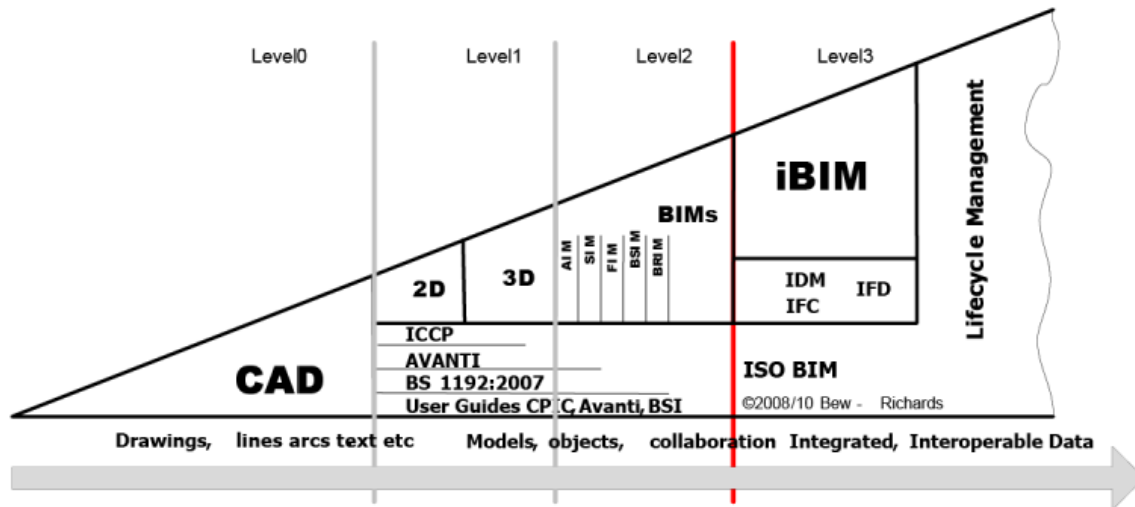 Level0 Level1 Level2 Level3
iBIM
BIMs
AIM
SIM
FIM
BSIM
BRIM
2D 3D
IDM IFD
IFC
Lifecycle Management
ICCP
AVANTI
BS 1192:2007
User Guides CPIC, Avanti, BSI
CAD
ISO BIM
©2008/10 Bew - Richards
Drawings, lines arcs text etc Models, objects, collaboration Integrated, Interoperable Data